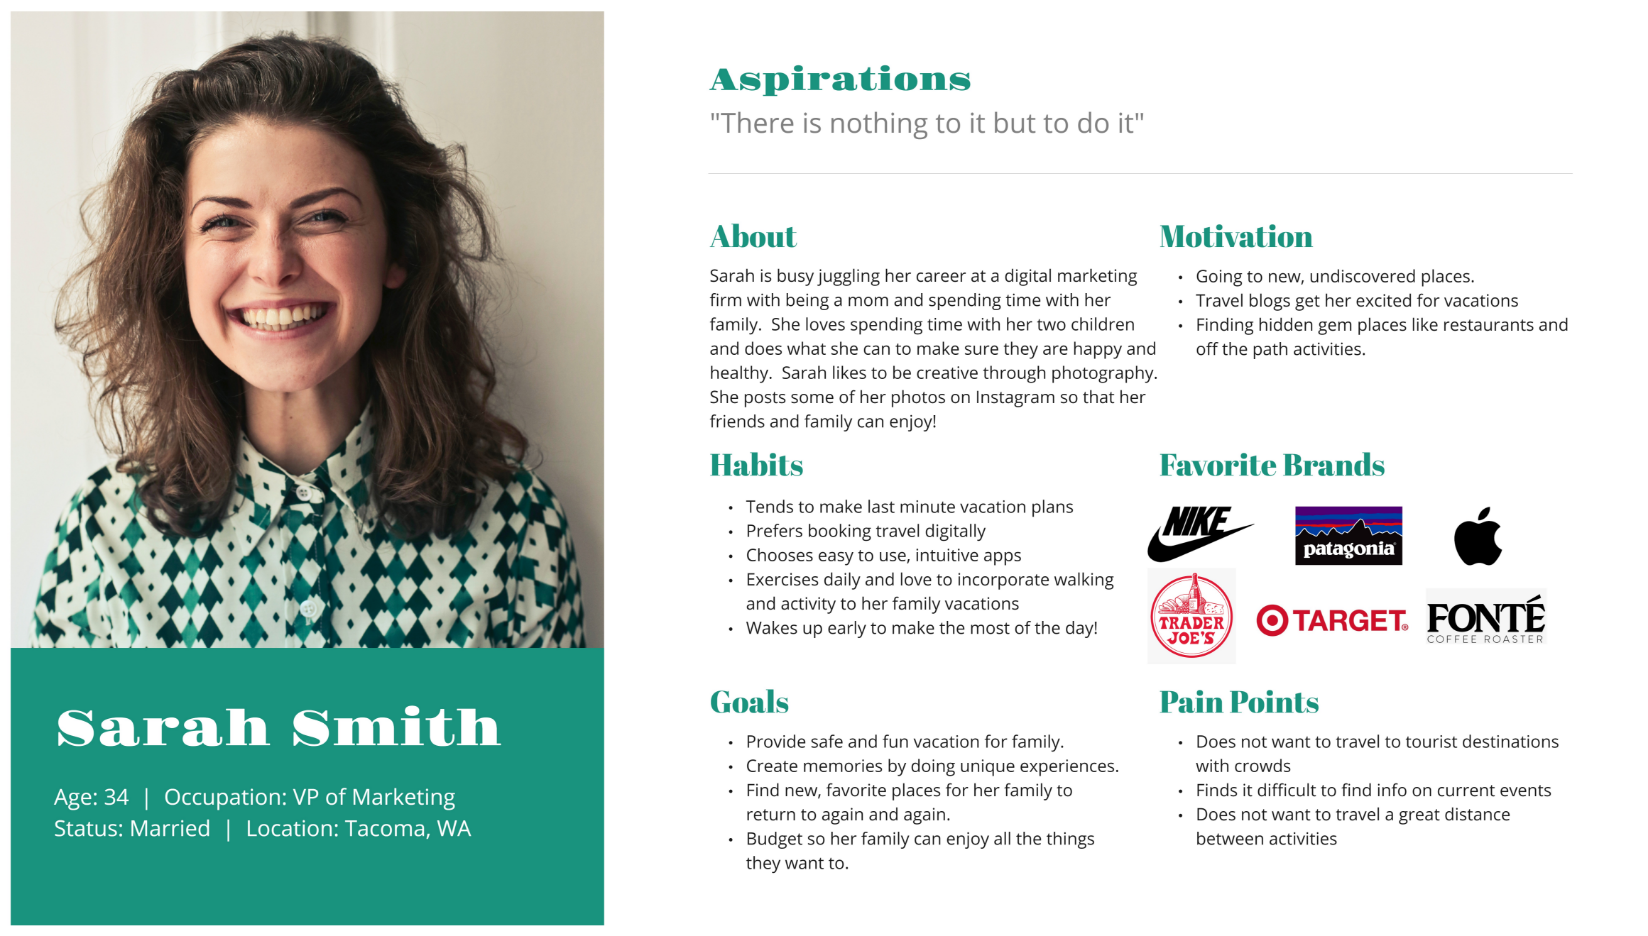 Aspirations
"There is nothing to it but to do it"
About
Sarah is busy juggling her career at a digital marketing
firm with being a mom and spending time with her
family.  She loves spending time with her two children
and does what she can to make sure they are happy and
healthy.  Sarah likes to be creative through photography.
She posts some of her photos on Instagram so that her
friends and family can enjoy!
Motivation
• Going to new, undiscovered places.
• Travel blogs get her excited for vacations
• Finding hidden gem places like restaurants and
off the path activities.
Habits
• Tends to make last minute vacation plans
• Prefers booking travel digitally
• Chooses easy to use, intuitive apps
• Exercises daily and love to incorporate walking
and activity to her family vacations
• Wakes up early to make the most of the day!
Favorite Brands
NIKE
patagonia
TRADER
JOE'S
TARGET
FONTÉ
COFFEE ROASTER
Goals
• Provide safe and fun vacation for family.
• Create memories by doing unique experiences.
• Find new, favorite places for her family to
return to again and again.
• Budget so her family can enjoy all the things
they want to.
Pain Points
• Does not want to travel to tourist destinations
with crowds
• Finds it difficult to find info on current events
• Does not want to travel a great distance
between activities
Sarah Smith
Age: 34  |  Occupation: VP of Marketing
Status: Married  |  Location: Tacoma, WA